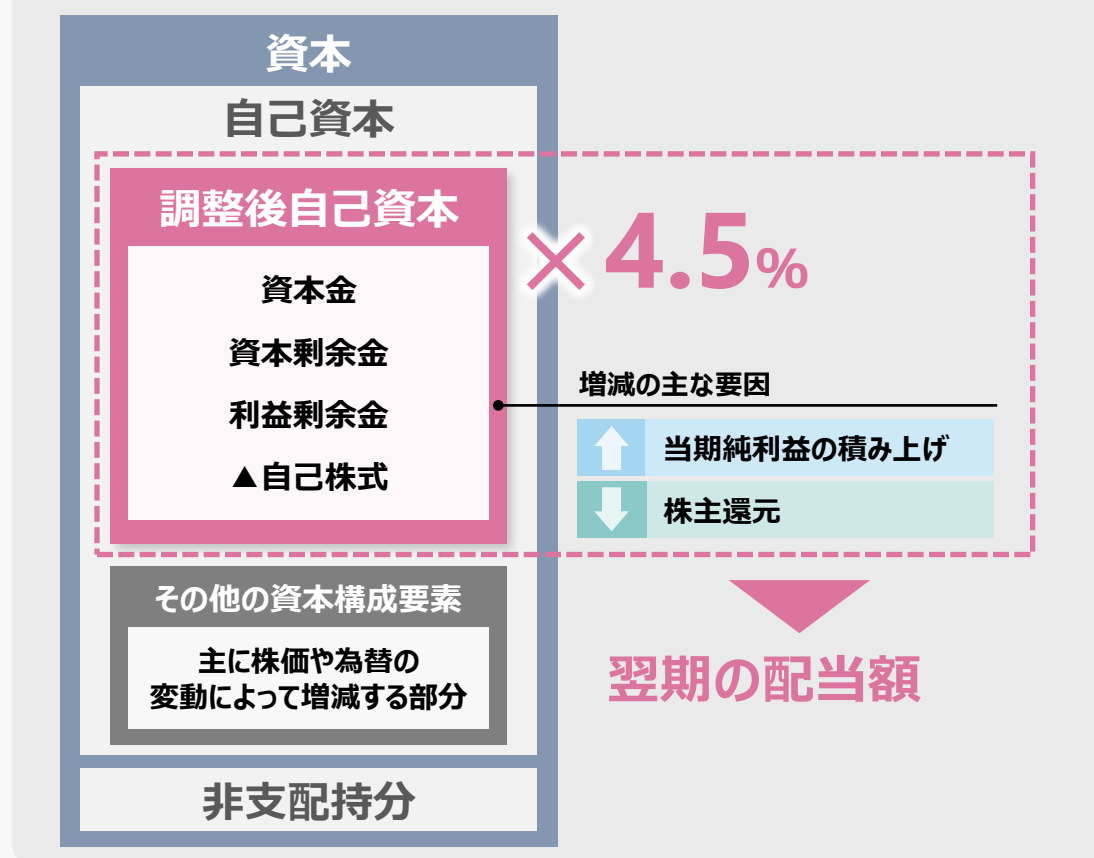 資本
自己資本
調整後自己資本
資本金
資本剰余金
利益剰余金
▲自己株式
×4.5%
増減の主な要因
当期純利益の積み上げ
株主還元
その他の資本構成要素
主に株価や為替の
変動によって増減する部分
翌期の配当額
非支配持分